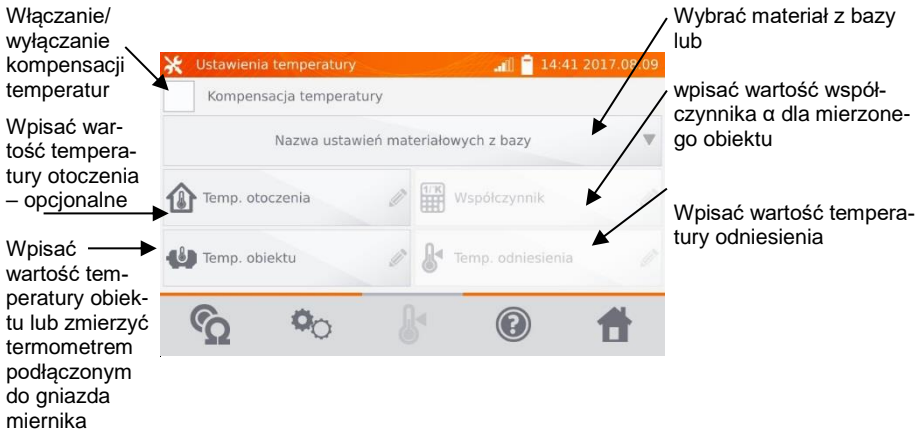 Włączanie/
wyłączanie
kompensacji
temperatur
Wpisać war-
tość tempera-
tury otoczenia
– opcjonalne
Wpisać
wartość tem-
peratury obiek-
tu lub zmierzyć
termometrem
podłączonym
do gniazda
miernika
Ustawienia temperatury
14:41 2017.08.09
Kompensacja temperatury
Nazwa ustawień materiałowych z bazy
Temp. otoczenia
1/°K
Współczynnik
Temp. obiektu
Temp. odniesienia
Wybrać materiał z bazy
lub
wpisać wartość współ-
czynnika α dla mierzone-
go obiektu
Wpisać wartość tempera-
tury odniesienia